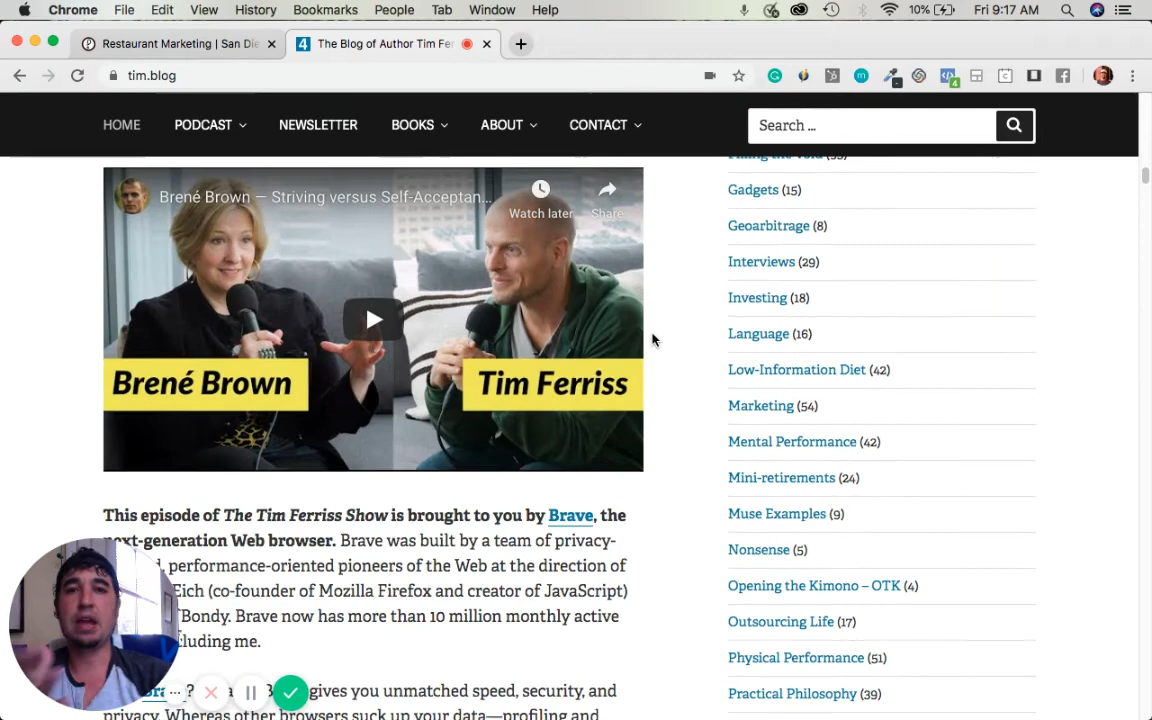 Chrome File Edit View History Bookmarks People Tab Window Help 10% Fri 9:17 AM
Restaurant Marketing | San Die The Blog of Author Tim Fer
tim.blog
HOME PODCAST NEWSLETTER BOOKS ABOUT CONTACT Search ...
Brené Brown — Striving versus Self-Acceptan...
Watch later
Share
Brené Brown
Tim Ferriss
This episode of The Tim Ferriss Show is brought to you by Brave, the
next-generation Web browser. Brave was built by a team of privacy-
performance-oriented pioneers of the Web at the direction of
Eich (co-founder of Mozilla Firefox and creator of JavaScript)
Bondy. Brave now has more than 10 million monthly active
cluding me.
gives you unmatched speed, security, and
privacy. Whereas other browsers suck up your data—profiling and
Filling the Void (33)
Gadgets (15)
Geoarbitrage (8)
Interviews (29)
Investing (18)
Language (16)
Low-Information Diet (42)
Marketing (54)
Mental Performance (42)
Mini-retirements (24)
Muse Examples (9)
Nonsense (5)
Opening the Kimono – OTK (4)
Outsourcing Life (17)
Physical Performance (51)
Practical Philosophy (39)